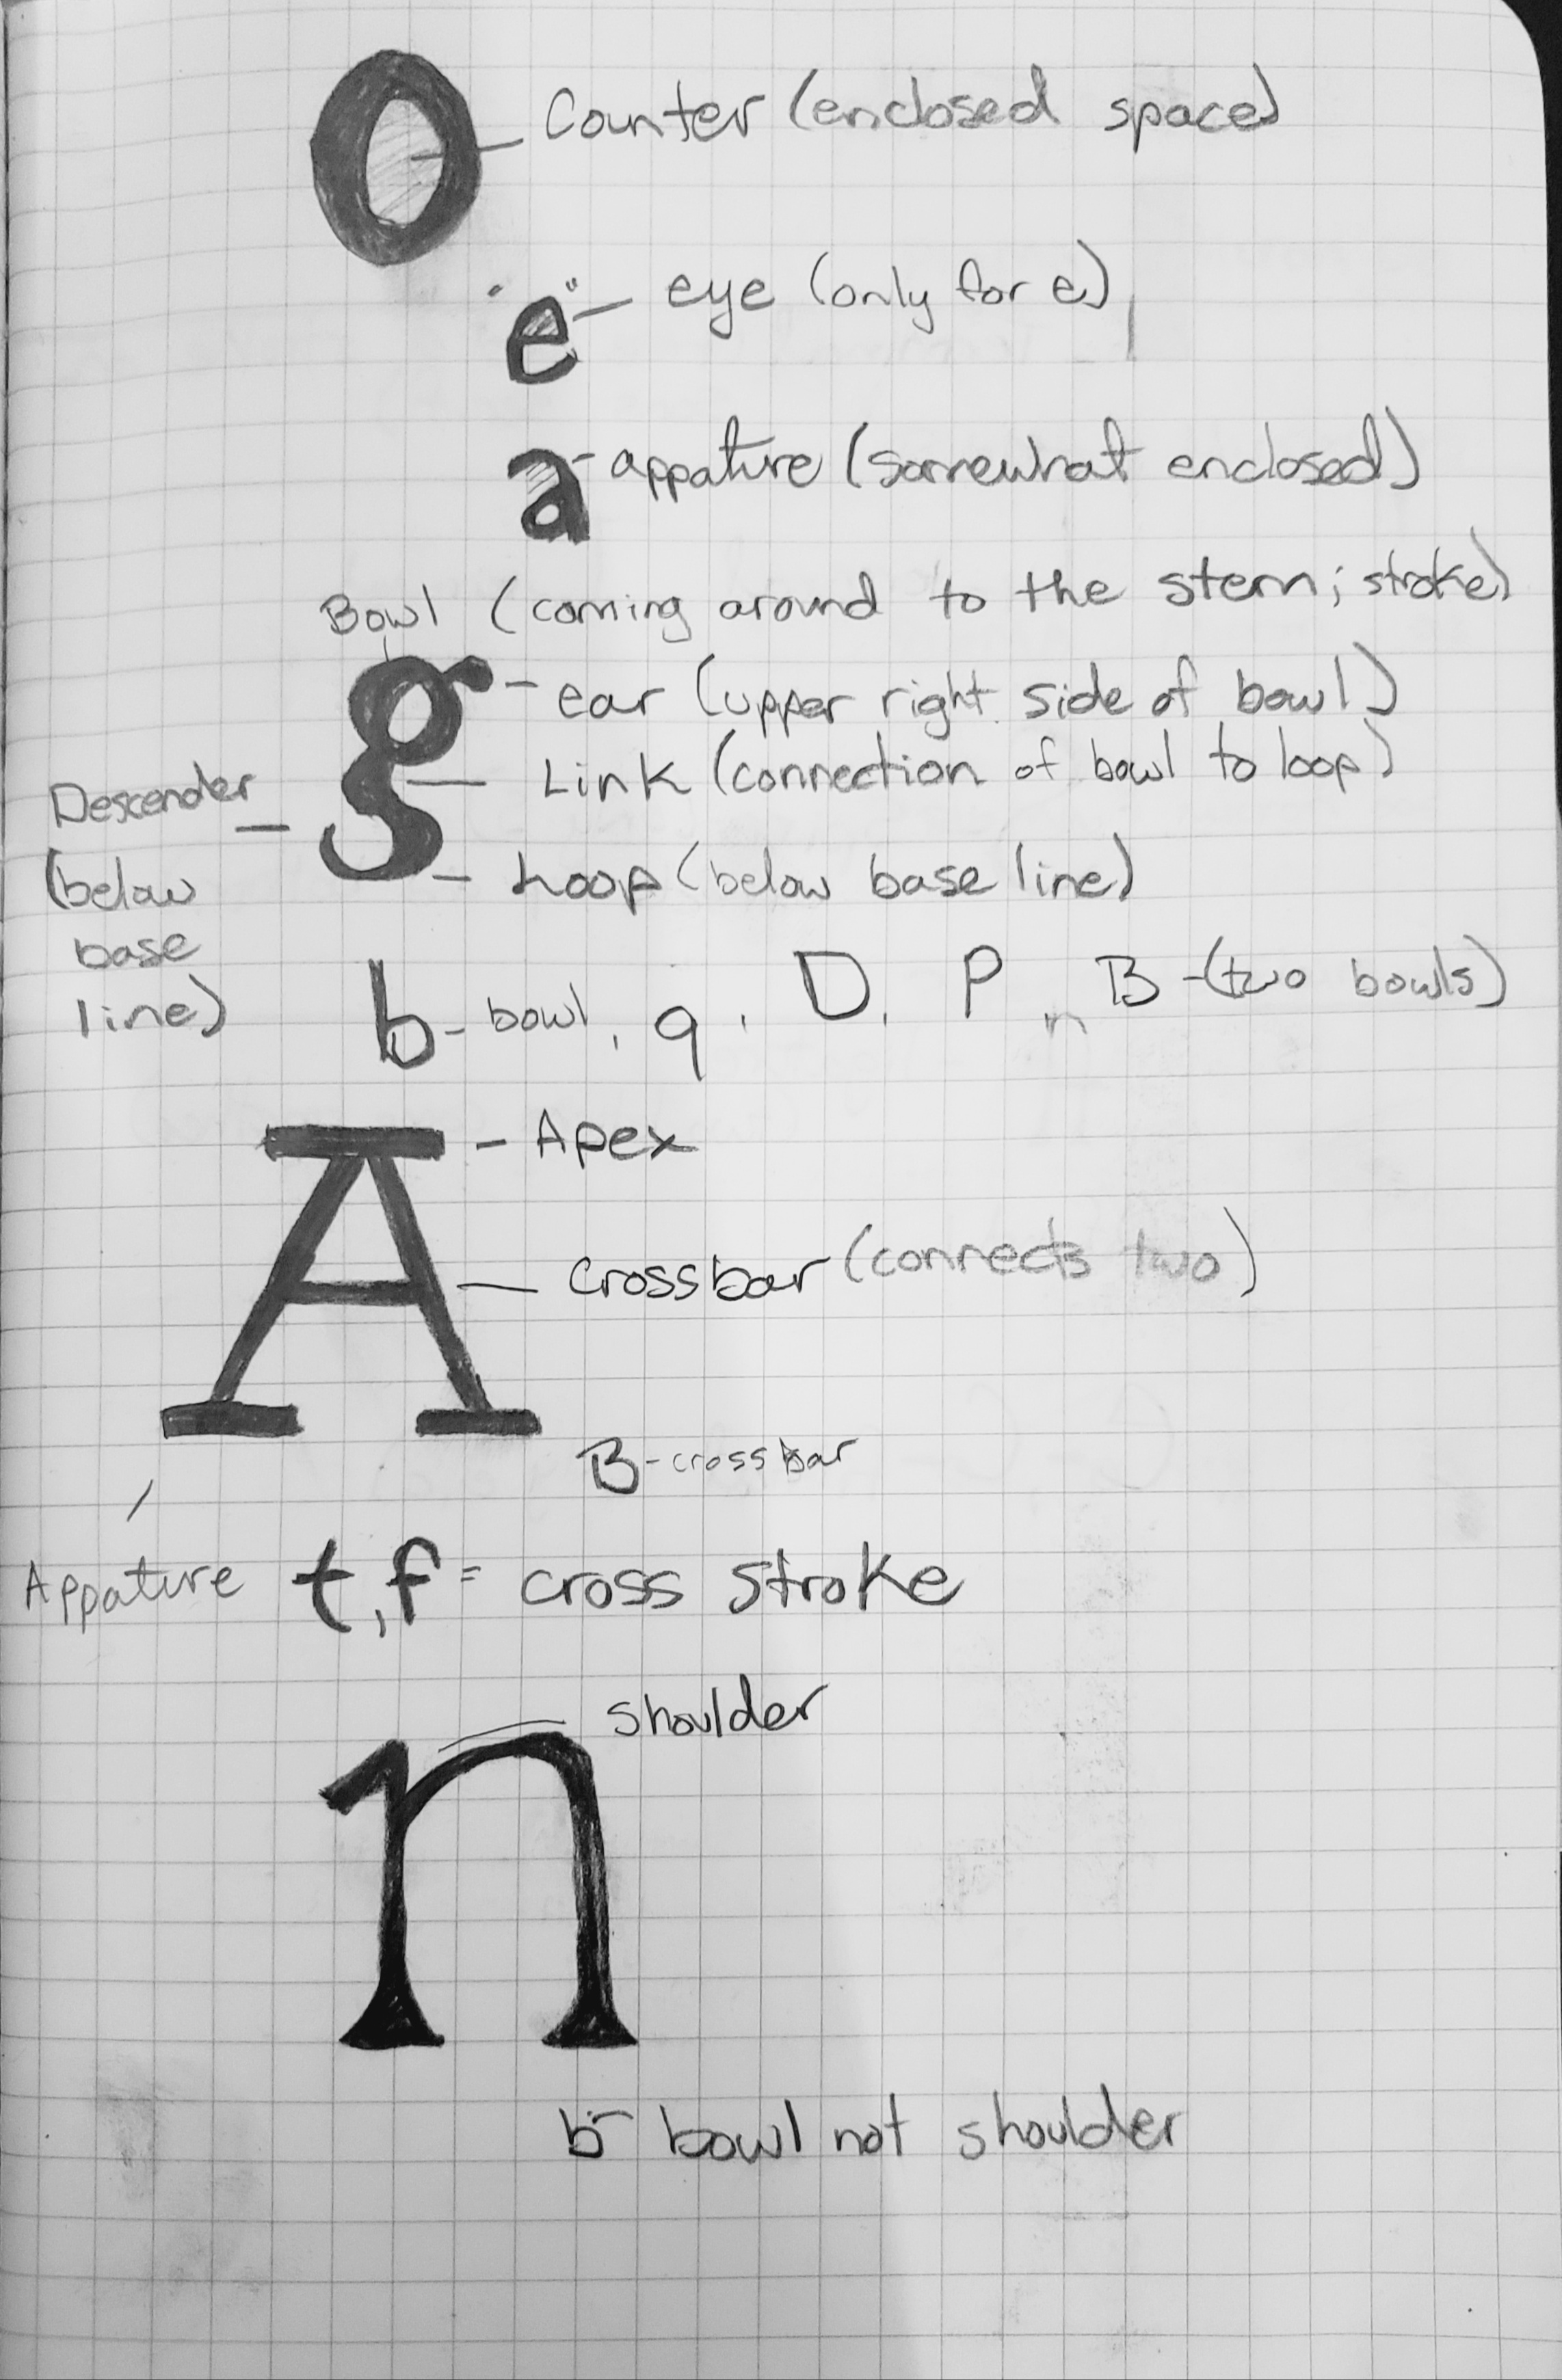 O - Counter (enclosed space)
e - eye (only for e)
a - appature (somewhat enclosed)
Bowl (coming around to the stem; stroke)
g - ear (upper right side of bowl)
- Link (connection of bowl to loop)
Descender -
(below
base
line)
- Loop (below base line)
b - bowl, q, D, P, n B - (two bowls)
A - Apex
- crossbar (connects two)
B - crossbar
Appature
t, f = cross stroke
n shoulder
b - bowl not shoulder